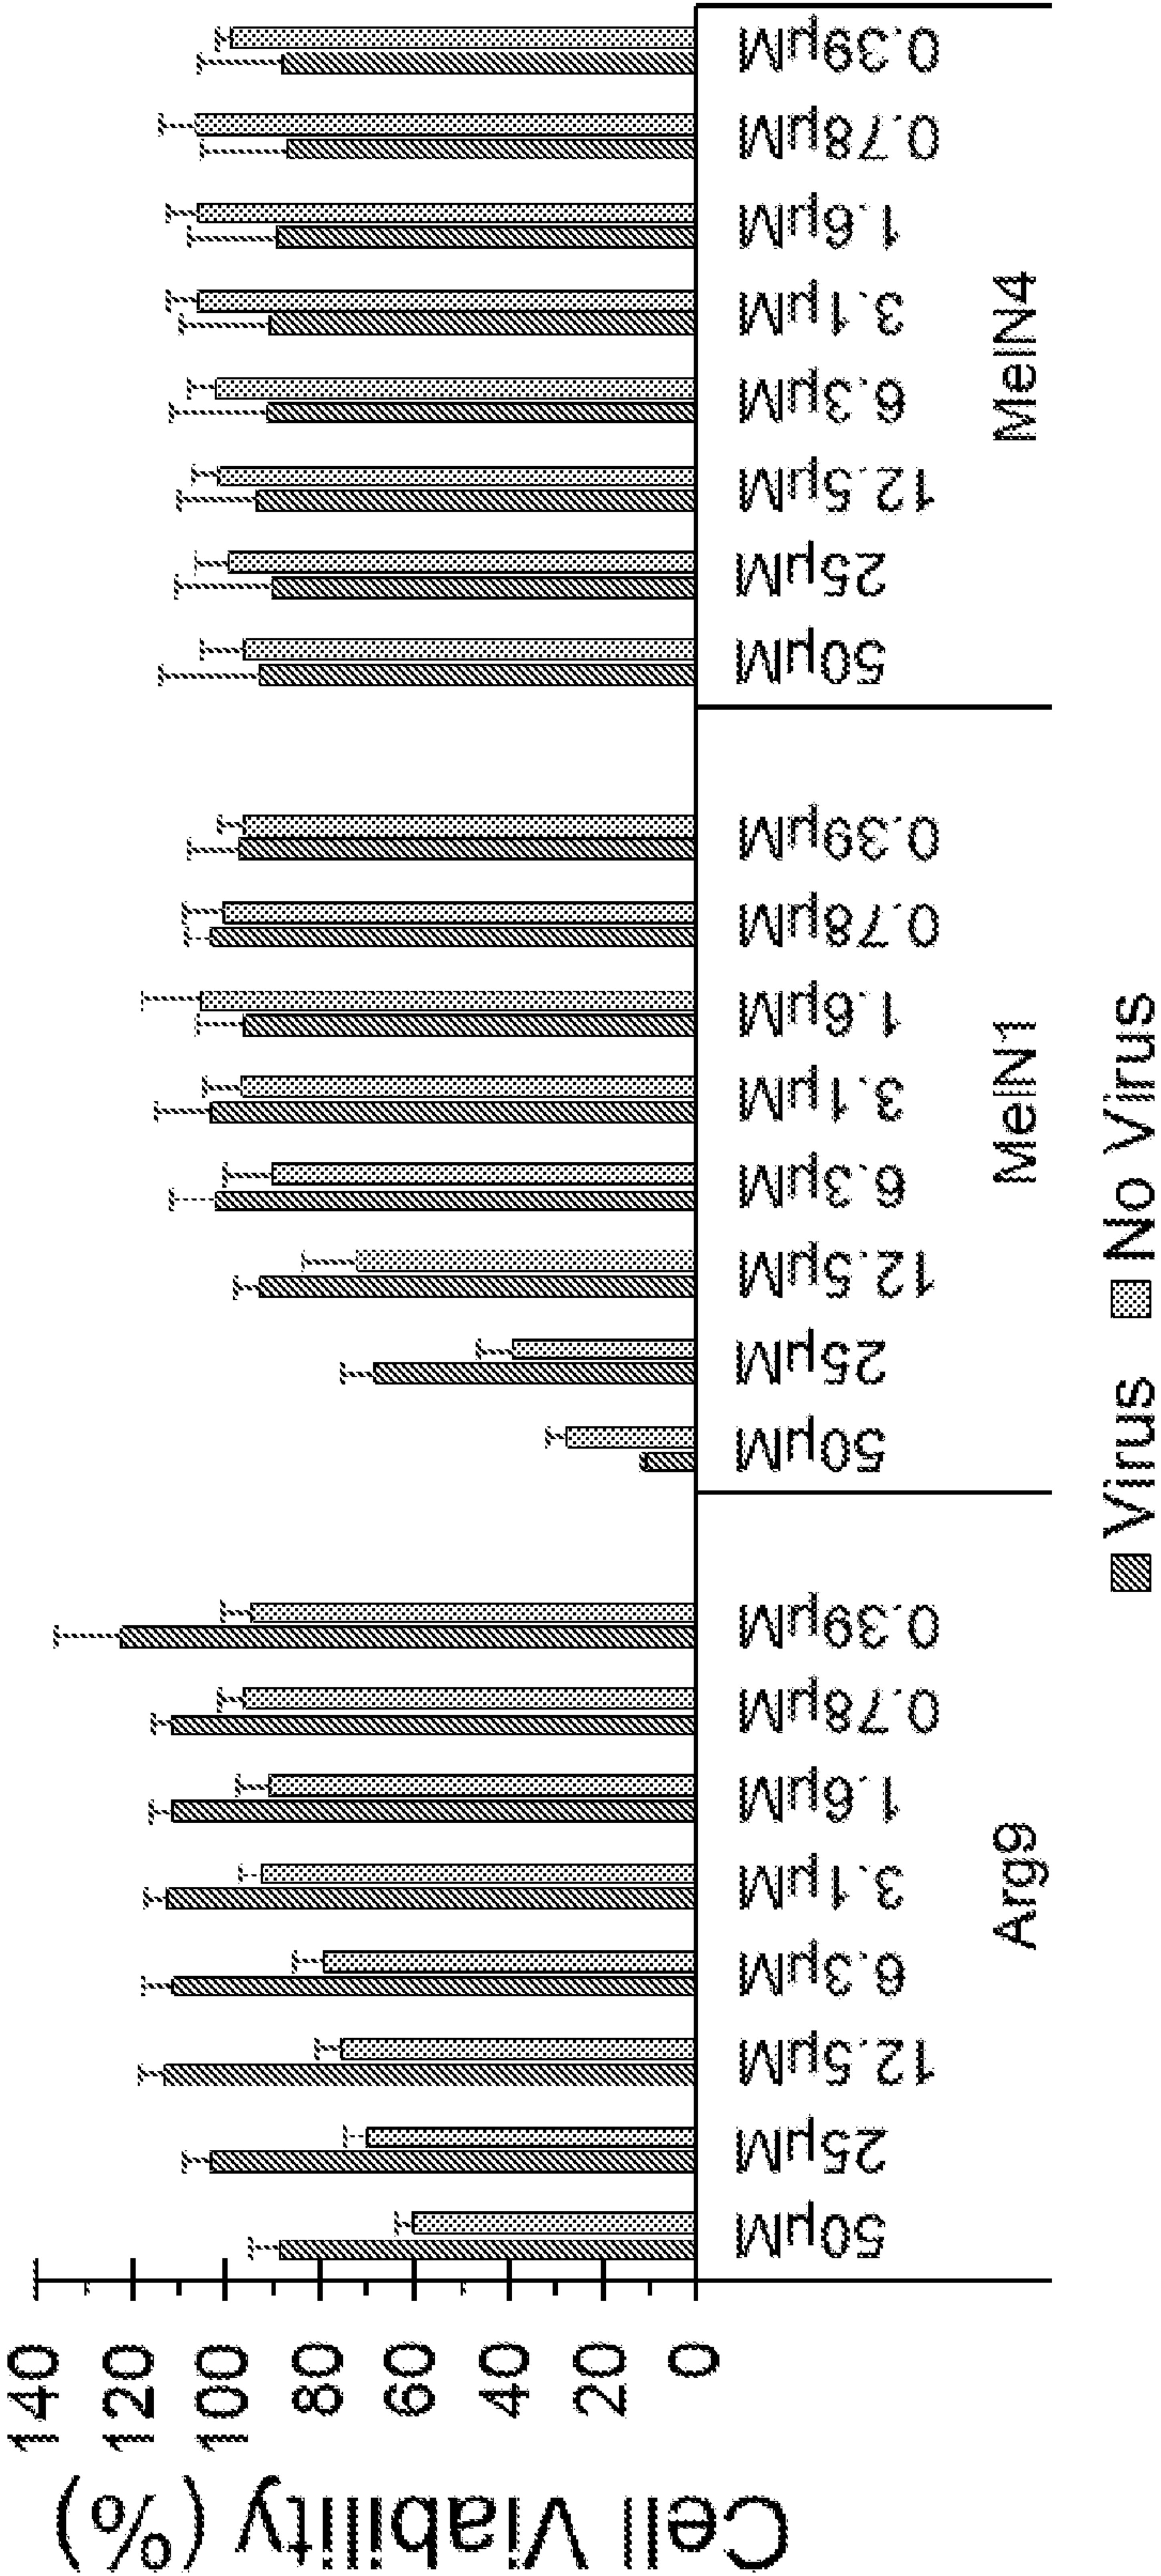 Cell Viability (%)
140
120
100
80
60
40
20
0
50µM 25µM 12.5µM 6.3µM 3.1µM 1.6µM 0.78µM 0.39µM 50µM 25µM 12.5µM 6.3µM 3.1µM 1.6µM 0.78µM 0.39µM 50µM 25µM 12.5µM 6.3µM 3.1µM 1.6µM 0.78µM 0.39µM
Arg9 MelN1 MelN4
Virus No Virus